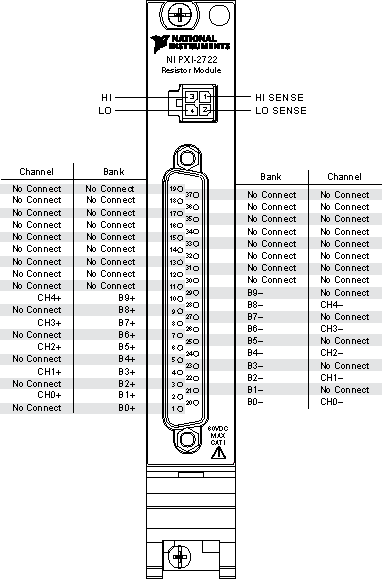 NATIONAL
INSTRUMENTS
NI PXI-2722
Resistor Module
HI 3 1 HI SENSE
LO 4 2 LO SENSE
Channel Bank
Bank Channel
No Connect No Connect 19
37 No Connect No Connect
No Connect No Connect 18
36 No Connect No Connect
No Connect No Connect 17
35 No Connect No Connect
No Connect No Connect 16
34 No Connect No Connect
No Connect No Connect 15
33 No Connect No Connect
No Connect No Connect 14
32 No Connect No Connect
No Connect No Connect 13
31 No Connect No Connect
No Connect No Connect 12
30 No Connect No Connect
No Connect No Connect 11
29 B9– No Connect
CH4+ B9+ 10
28 B8– CH4–
No Connect B8+ 9
27 B7– No Connect
CH3+ B7+ 8
26 B6– CH3–
No Connect B6+ 7
25 B5– No Connect
CH2+ B5+ 6
24 B4– CH2–
No Connect B4+ 5
23 B3– No Connect
CH1+ B3+ 4
22 B2– CH1–
No Connect B2+ 3
21 B1– No Connect
CH0+ B1+ 2
20 B0– CH0–
No Connect B0+ 1
60VDC
MAX
CAT I